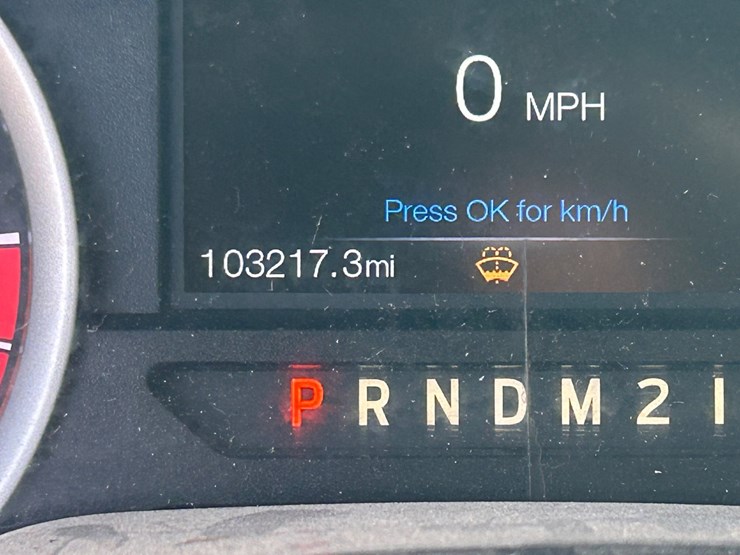 0 MPH
Press OK for km/h
103217.3mi
P R N D M 2 1